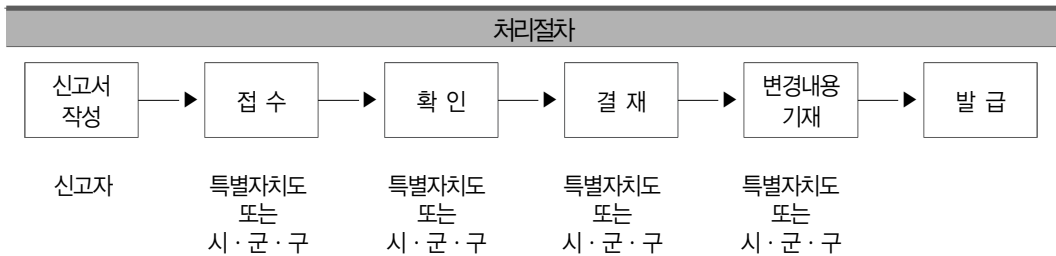 처리절차
신고서
작성
접 수
확 인
결 재
변경내용
기재
발 급
신고자
특별자치도
또는
시 · 군 · 구
특별자치도
또는
시 · 군 · 구
특별자치도
또는
시 · 군 · 구
특별자치도
또는
시 · 군 · 구